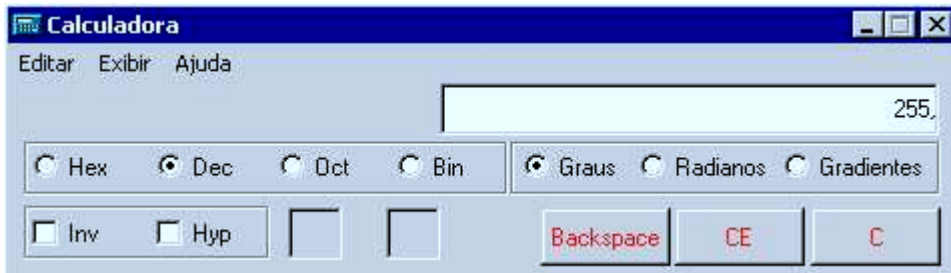 Calculadora
Editar Exibir Ajuda
255,
Hex Dec Oct Bin Graus Radianos Gradientes
Inv Hyp Backspace CE C